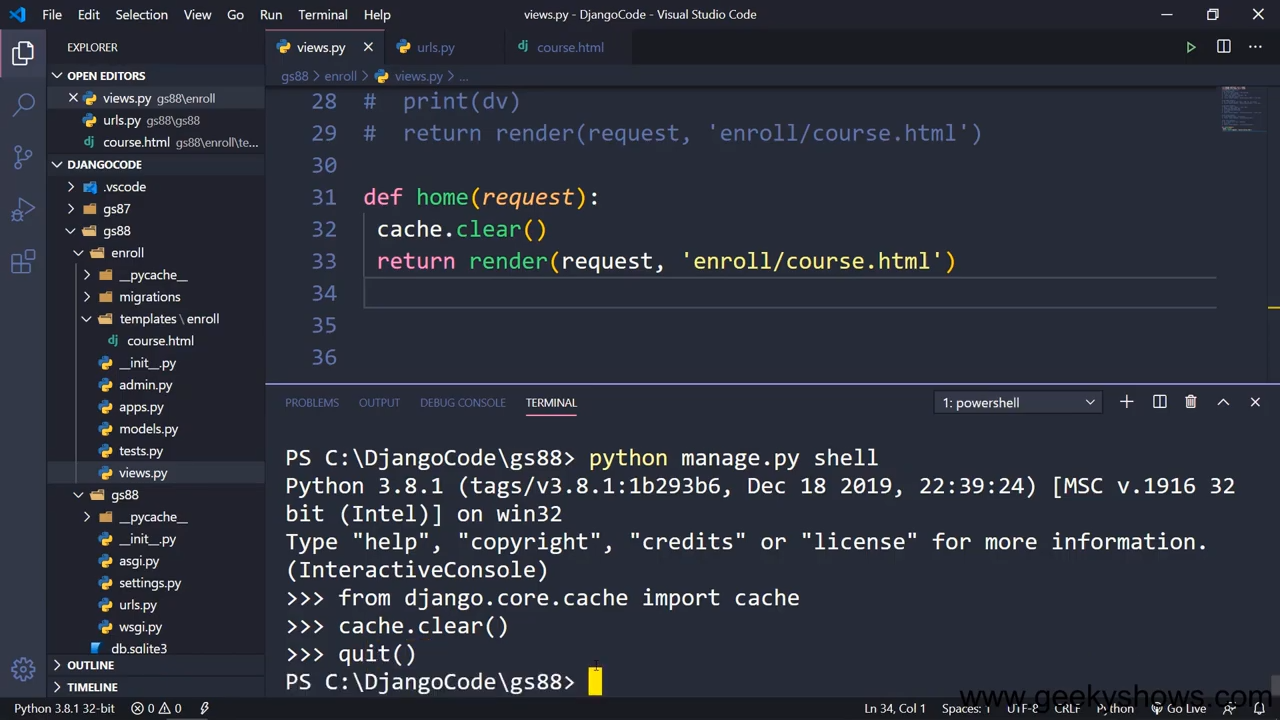 File Edit Selection View Go Run Terminal Help views.py - DjangoCode - Visual Studio Code
EXPLORER
OPEN EDITORS
views.py gs88\enroll
urls.py gs88\gs88
course.html gs88\enroll\te...
DJANGOCODE
.vscode
gs87
gs88
enroll
__pycache__
migrations
templates \ enroll
course.html
__init__.py
admin.py
apps.py
models.py
tests.py
views.py
gs88
__pycache__
__init__.py
asgi.py
settings.py
urls.py
wsgi.py
db.sqlite3
OUTLINE
TIMELINE
views.py urls.py course.html
gs88 > enroll > views.py > ...
28 # print(dv)
29 # return render(request, 'enroll/course.html')
30
31 def home(request):
32 cache.clear()
33 return render(request, 'enroll/course.html')
34
35
36
PROBLEMS OUTPUT DEBUG CONSOLE TERMINAL 1: powershell
PS C:\DjangoCode\gs88> python manage.py shell
Python 3.8.1 (tags/v3.8.1:1b293b6, Dec 18 2019, 22:39:24) [MSC v.1916 32
bit (Intel)] on win32
Type "help", "copyright", "credits" or "license" for more information.
(InteractiveConsole)
>>> from django.core.cache import cache
>>> cache.clear()
>>> quit()
PS C:\DjangoCode\gs88>
www.geekyshows.com
Python 3.8.1 32-bit 0 0 Ln 34, Col 1 Spaces: 1 UTF-8 CRLF Python Go Live